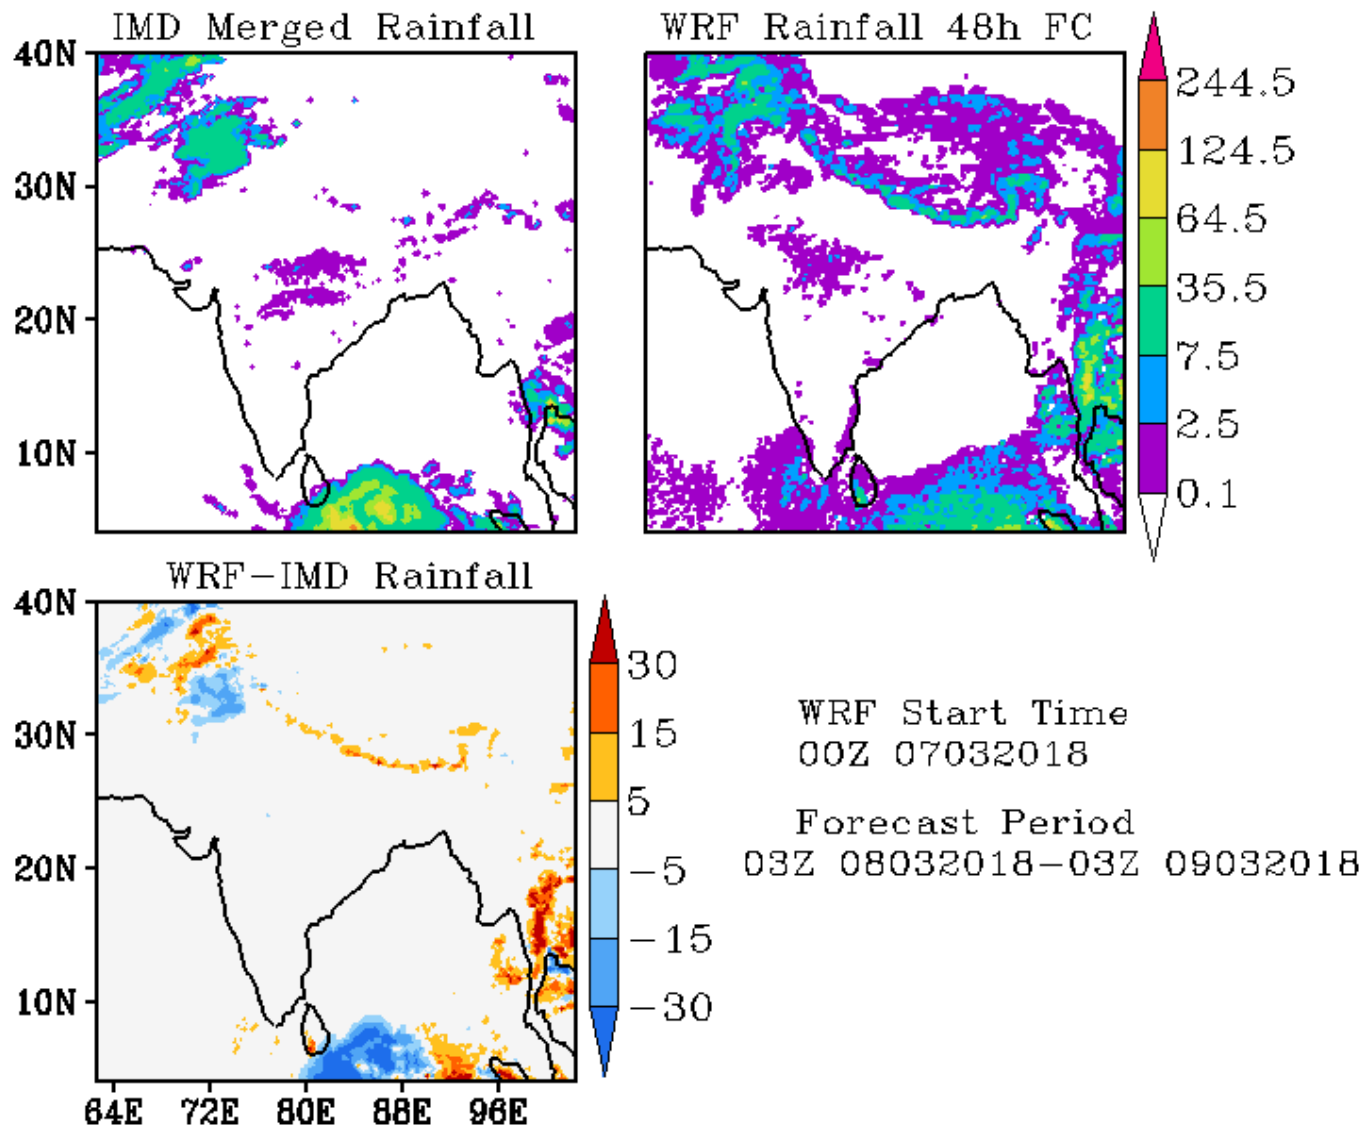 IMD Merged Rainfall
WRF Rainfall 48h FC
40N
30N
20N
10N
244.5
124.5
64.5
35.5
7.5
2.5
0.1
WRF-IMD Rainfall
40N
30N
20N
10N
64E 72E 80E 88E 96E
30
15
5
-5
-15
-30
WRF Start Time
00Z 07032018
Forecast Period
03Z 08032018-03Z 09032018